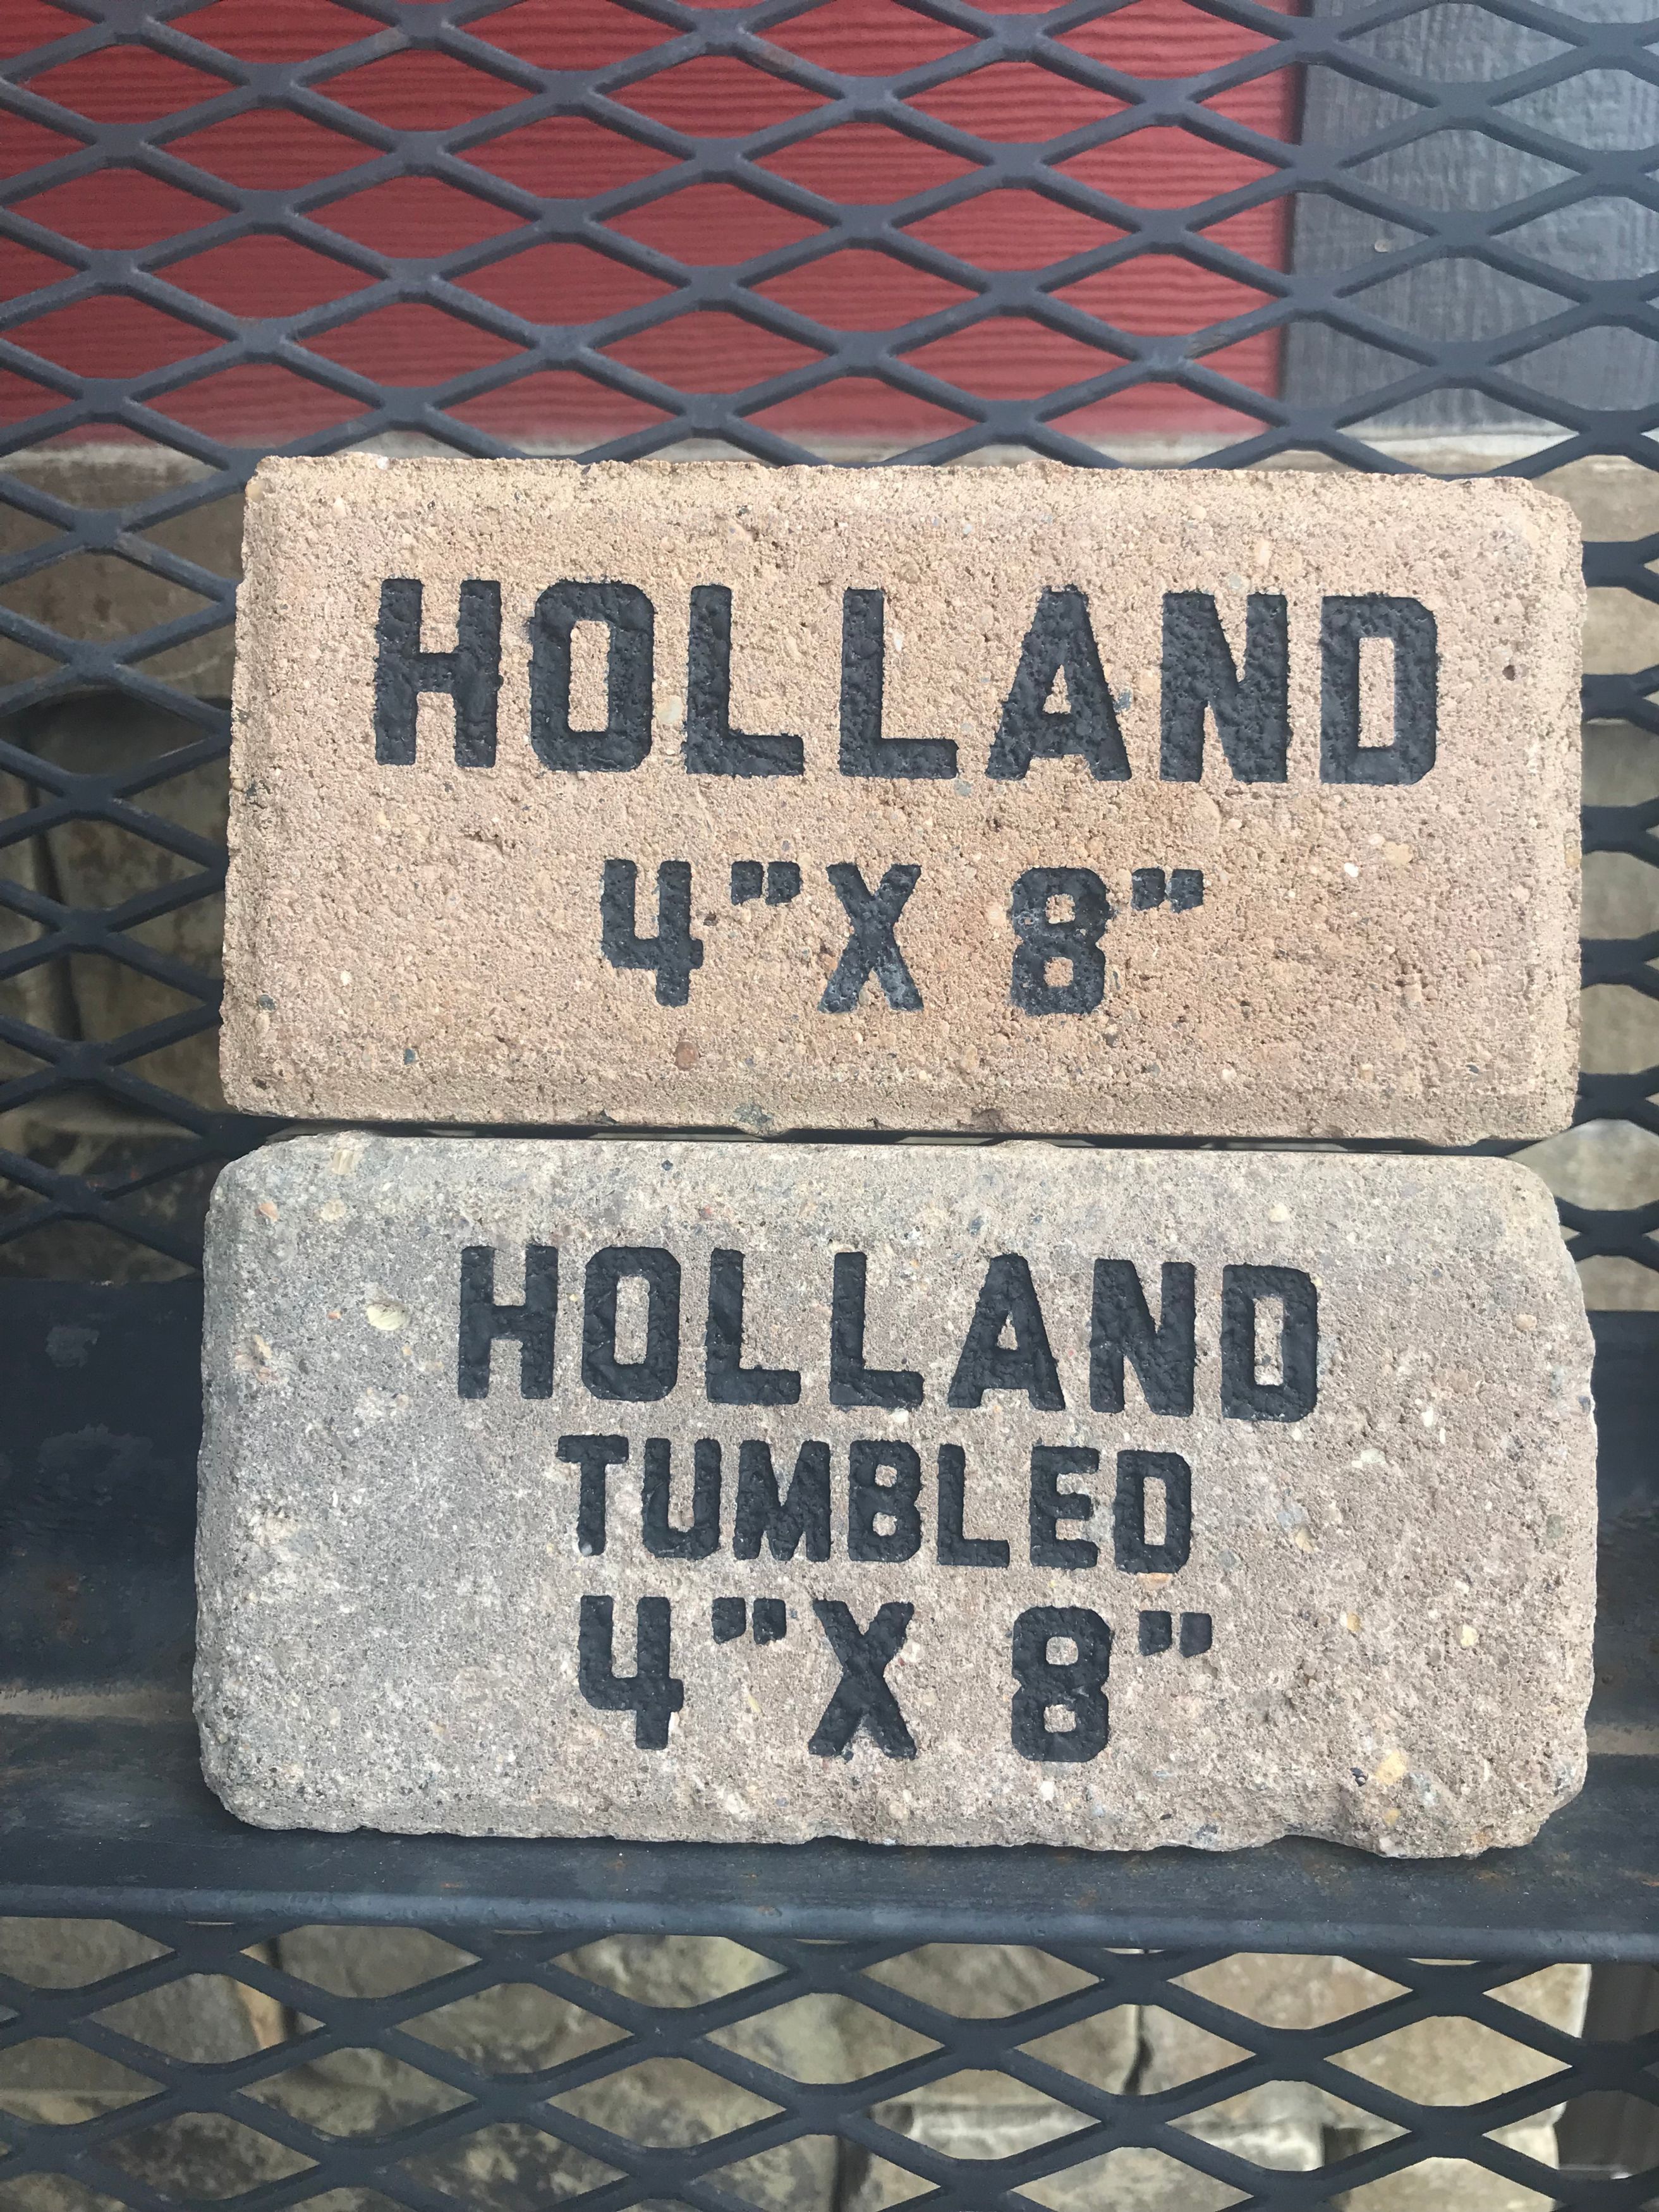 HOLLAND
4"X 8"
HOLLAND
TUMBLED
4"X 8"